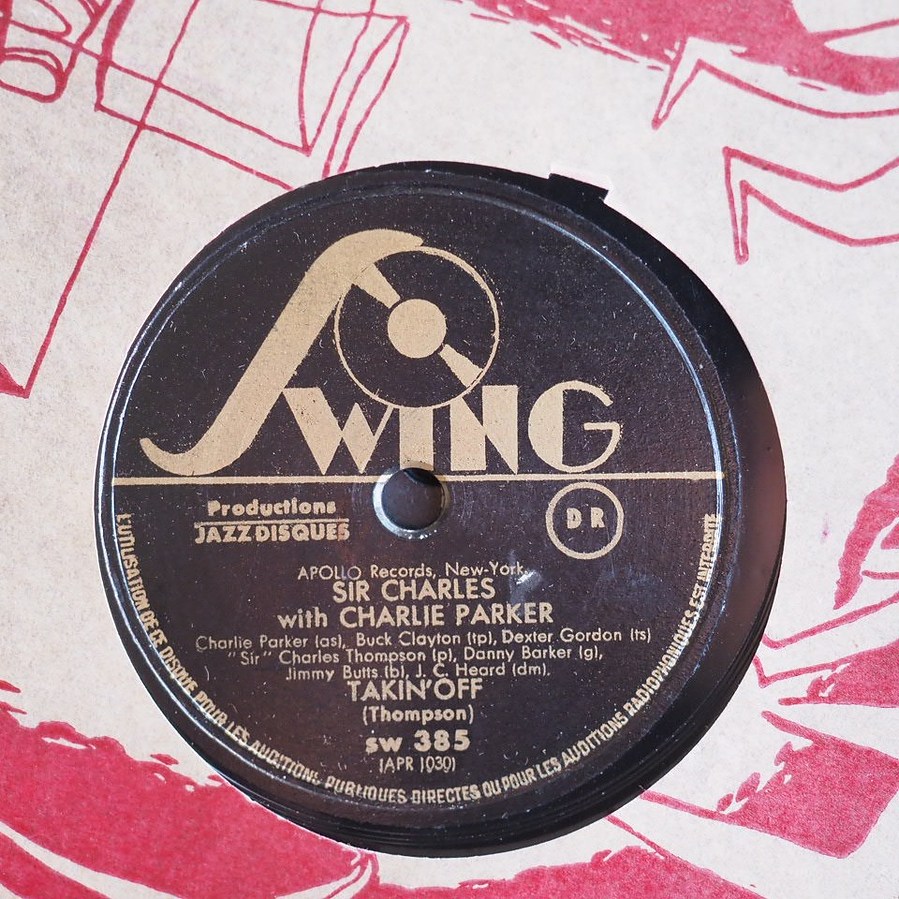 SWING
Productions
JAZZDISQUES
DR
APOLLO Records, New-York.
SIR CHARLES
with CHARLIE PARKER
Charlie Parker (as), Buck Clayton (tp), Dexter Gordon (ts)
"Sir" Charles Thompson (p), Danny Barker (g),
Jimmy Butts (b), J. C. Heard (dm).
TAKIN'OFF
(Thompson)
sw 385
(APR 1030)
L'UTILISATION DE CE DISQUE POUR LES AUDITIONS PUBLIQUES DIRECTES OU POUR LES AUDITIONS RADIOPHONIQUES EST INTERDITE